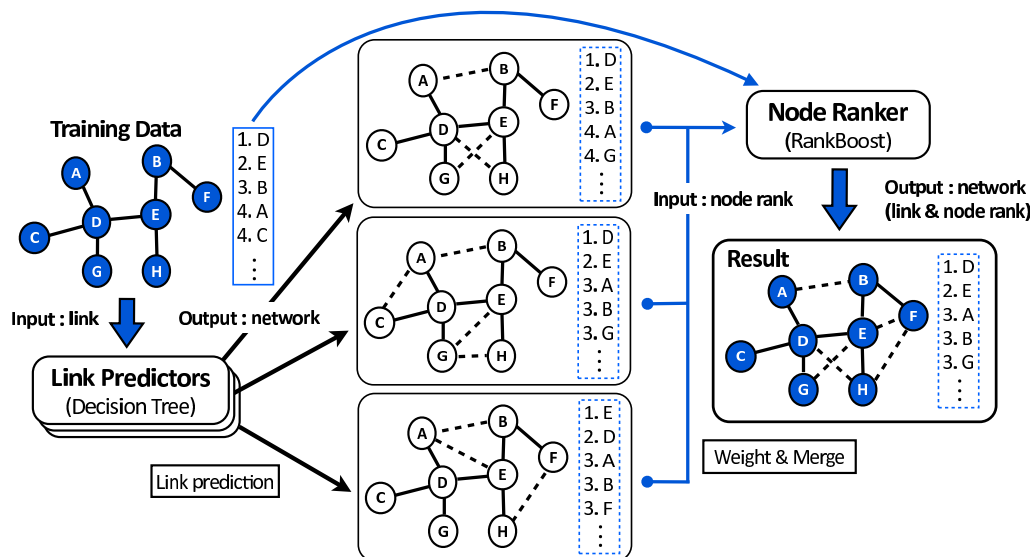 Training Data
A
B
F
D
E
C
G
H
1. D
2. E
3. B
4. A
4. C
⋮
Input : link
Output : network
Link Predictors
(Decision Tree)
Link prediction
A
B
F
D
E
C
G
H
1. D
2. E
3. B
4. A
4. G
⋮
A
B
F
D
E
C
G
H
1. D
2. E
3. A
3. B
3. G
⋮
A
B
F
D
E
C
G
H
1. E
2. D
3. A
3. B
3. F
⋮
Input : node rank
Weight & Merge
Node Ranker
(RankBoost)
Output : network
(link & node rank)
Result
A
B
F
D
E
C
G
H
1. D
2. E
3. A
3. B
3. G
⋮